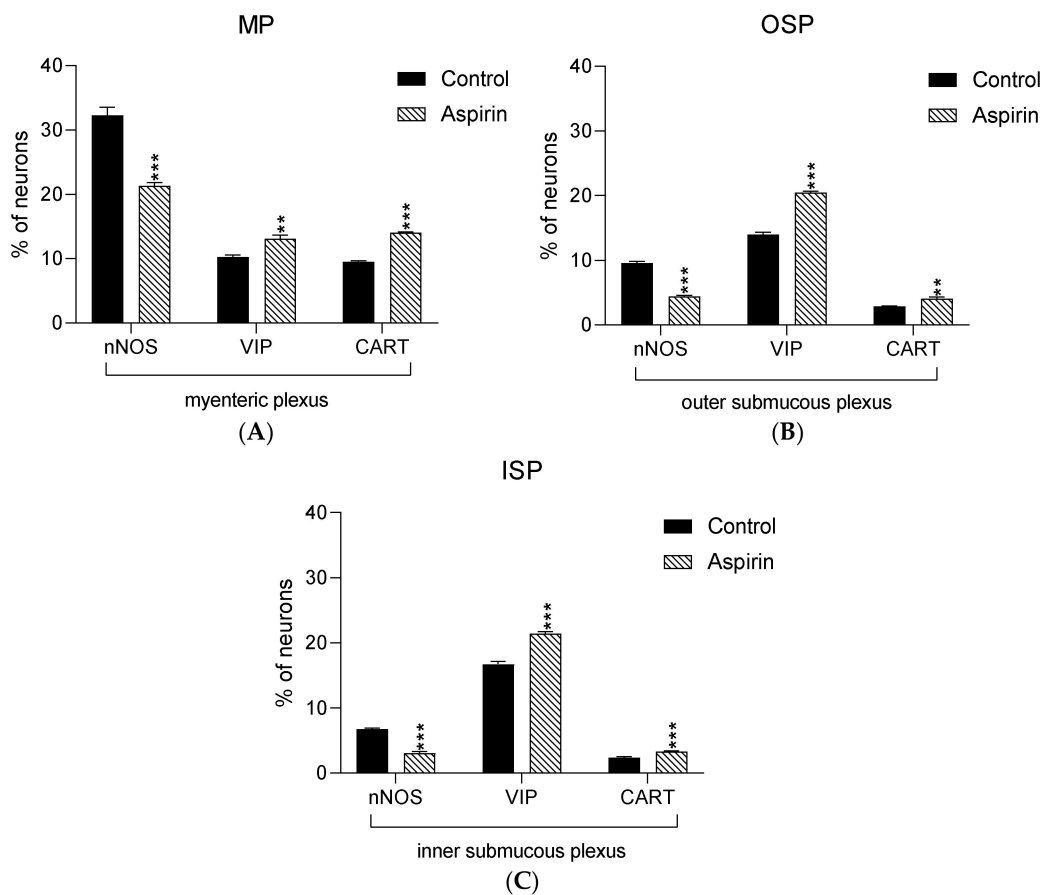 MP
% of neurons
40
30
20
10
0
Control
Aspirin
***
**
***
nNOS VIP CART
myenteric plexus
(A)
OSP
% of neurons
40
30
20
10
0
Control
Aspirin
***
***
**
nNOS VIP CART
outer submucous plexus
(B)
ISP
% of neurons
40
30
20
10
0
Control
Aspirin
***
***
***
nNOS VIP CART
inner submucous plexus
(C)